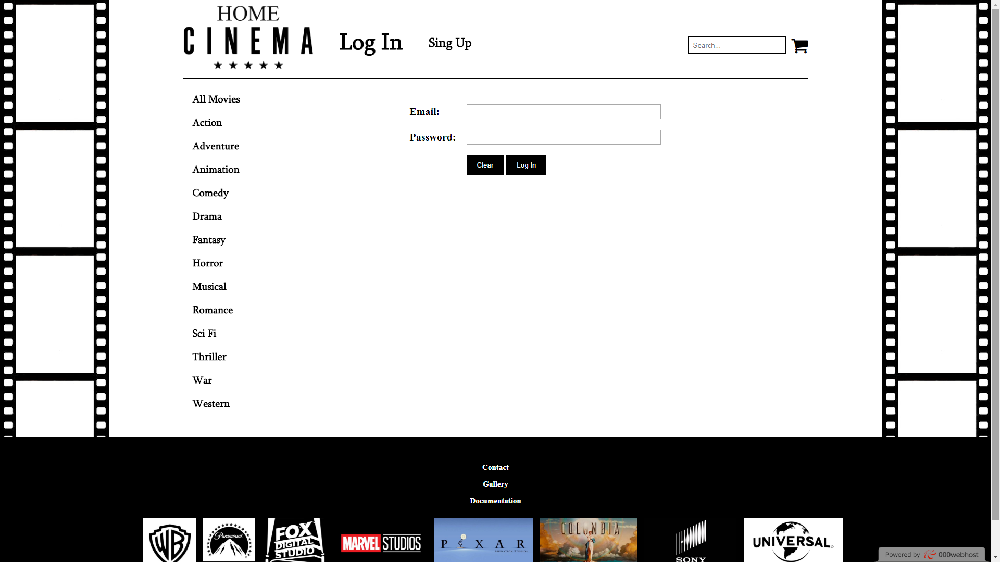 HOME
CINEMA
Log In
Sing Up
Search...
All Movies
Action
Adventure
Animation
Comedy
Drama
Fantasy
Horror
Musical
Romance
Sci Fi
Thriller
War
Western
Email:
Password:
Clear
Log In
Contact
Gallery
Documentation
WB
Paramount
FOX
DIGITAL
STUDIO
MARVEL STUDIOS
PIXAR
ANIMATION STUDIOS
COLUMBIA
SONY
UNIVERSAL
Powered by 000webhost